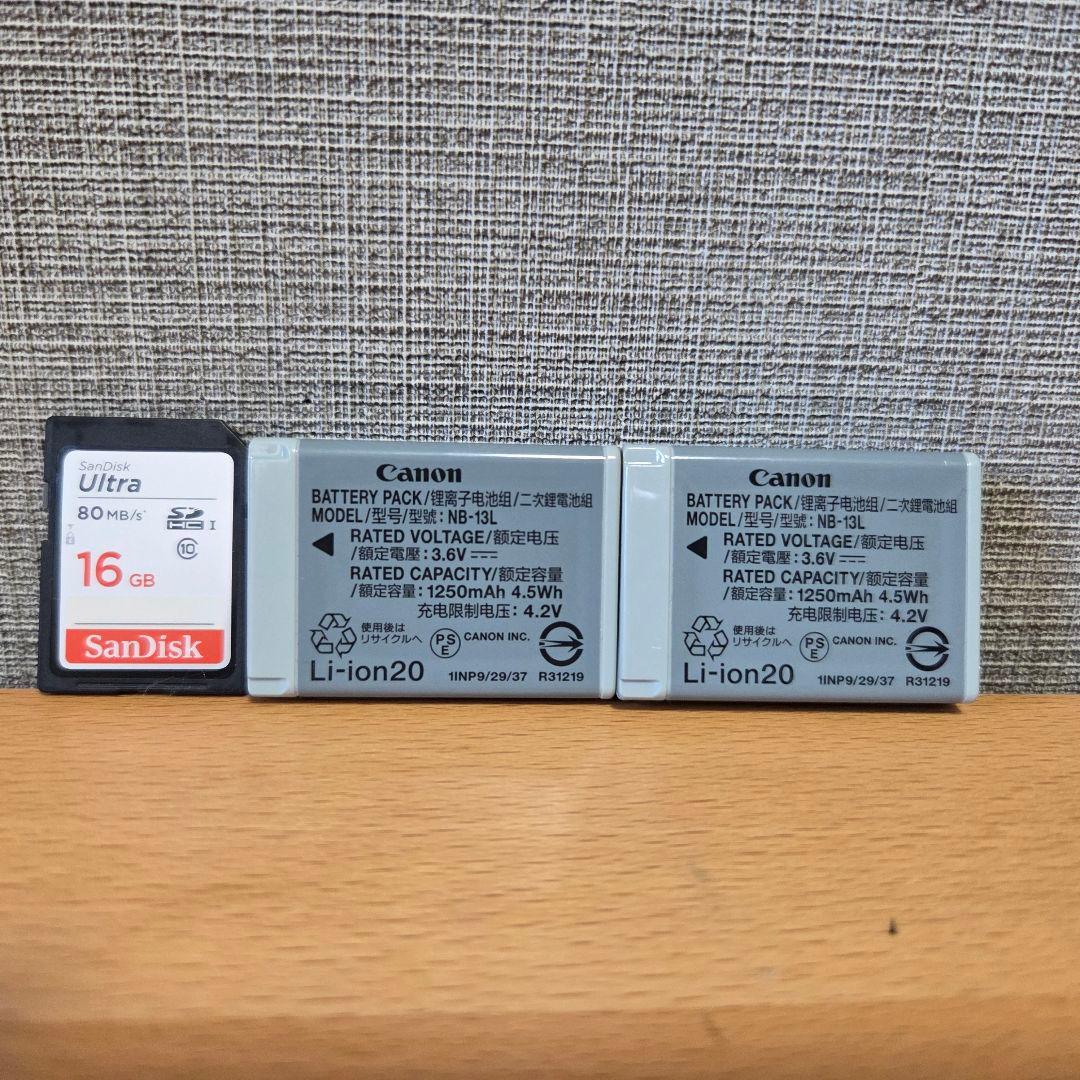 SanDisk
Ultra
80 MB/s*
SD
HC I
10
16 GB
SanDisk
Canon
BATTERY PACK/锂离子电池组/二次鋰電池組
MODEL/型号/型號: NB-13L
RATED VOLTAGE/额定电压
/額定電壓: 3.6V
RATED CAPACITY/额定容量
/額定容量: 1250mAh 4.5Wh
充电限制电压: 4.2V
使用後は
リサイクルへ
PS
E
CANON INC.
Li-ion20
1INP9/29/37 R31219
Canon
BATTERY PACK/锂离子电池组/二次鋰電池組
MODEL/型号/型號: NB-13L
RATED VOLTAGE/额定电压
/額定電壓: 3.6V
RATED CAPACITY/额定容量
/額定容量: 1250mAh 4.5Wh
充电限制电压: 4.2V
使用後は
リサイクルへ
PS
E
CANON INC.
Li-ion20
1INP9/29/37 R31219